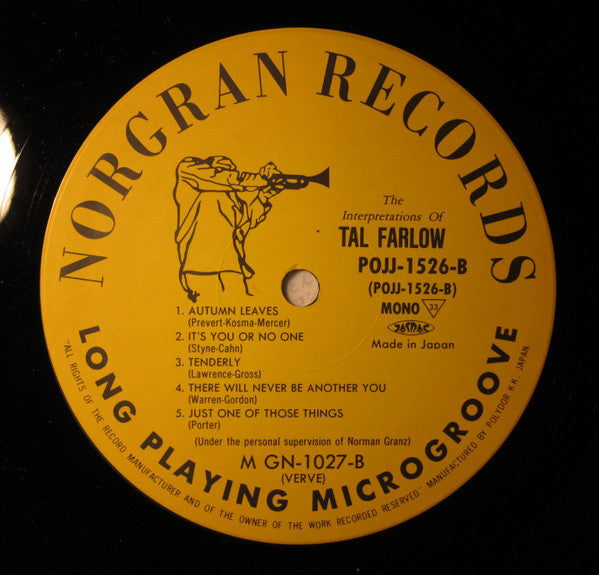 NORGRAN RECORDS
The
Interpretations Of
TAL FARLOW
POJJ-1526-B
(POJJ-1526-B)
MONO 33
JASRAC
Made in Japan
1. AUTUMN LEAVES
(Prevert-Kosma-Mercer)
2. IT'S YOU OR NO ONE
(Styne-Cahn)
3. TENDERLY
(Lawrence-Gross)
4. THERE WILL NEVER BE ANOTHER YOU
(Warren-Gordon)
5. JUST ONE OF THOSE THINGS
(Porter)
(Under the personal supervision of Norman Granz)
M GN-1027-B
(VERVE)
LONG PLAYING MICROGROOVE
"ALL RIGHTS OF THE RECORD MANUFACTURER AND OF THE OWNER OF THE WORK RECORDED RESERVED" MANUFACTURED BY POLYDOR K.K. JAPAN